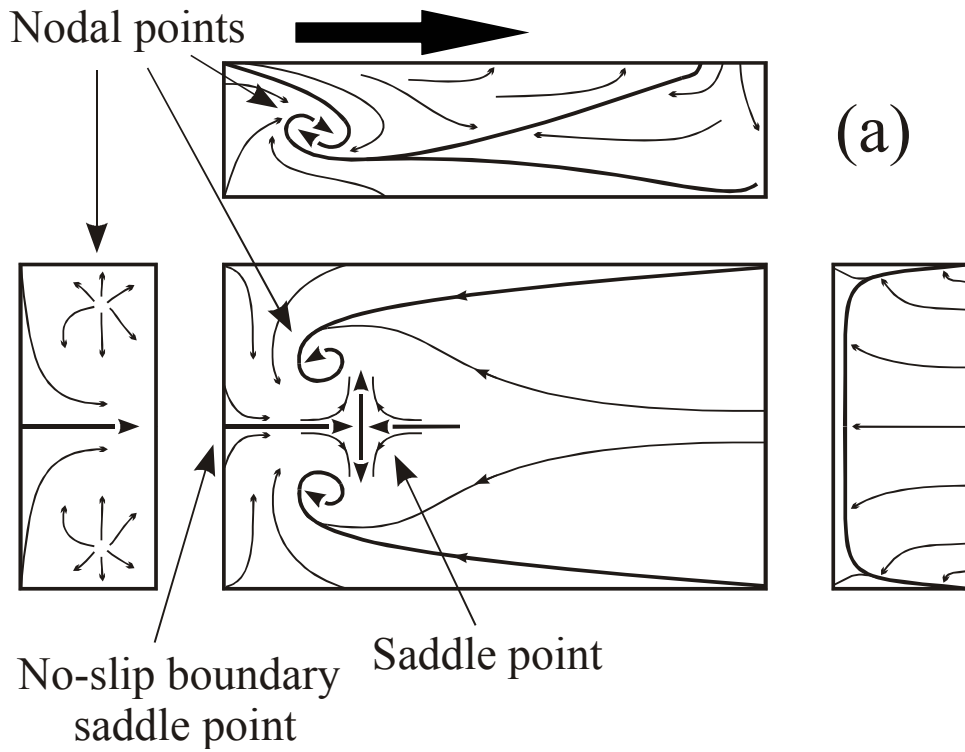 Nodal points
(a)
Saddle point
No-slip boundary
saddle point